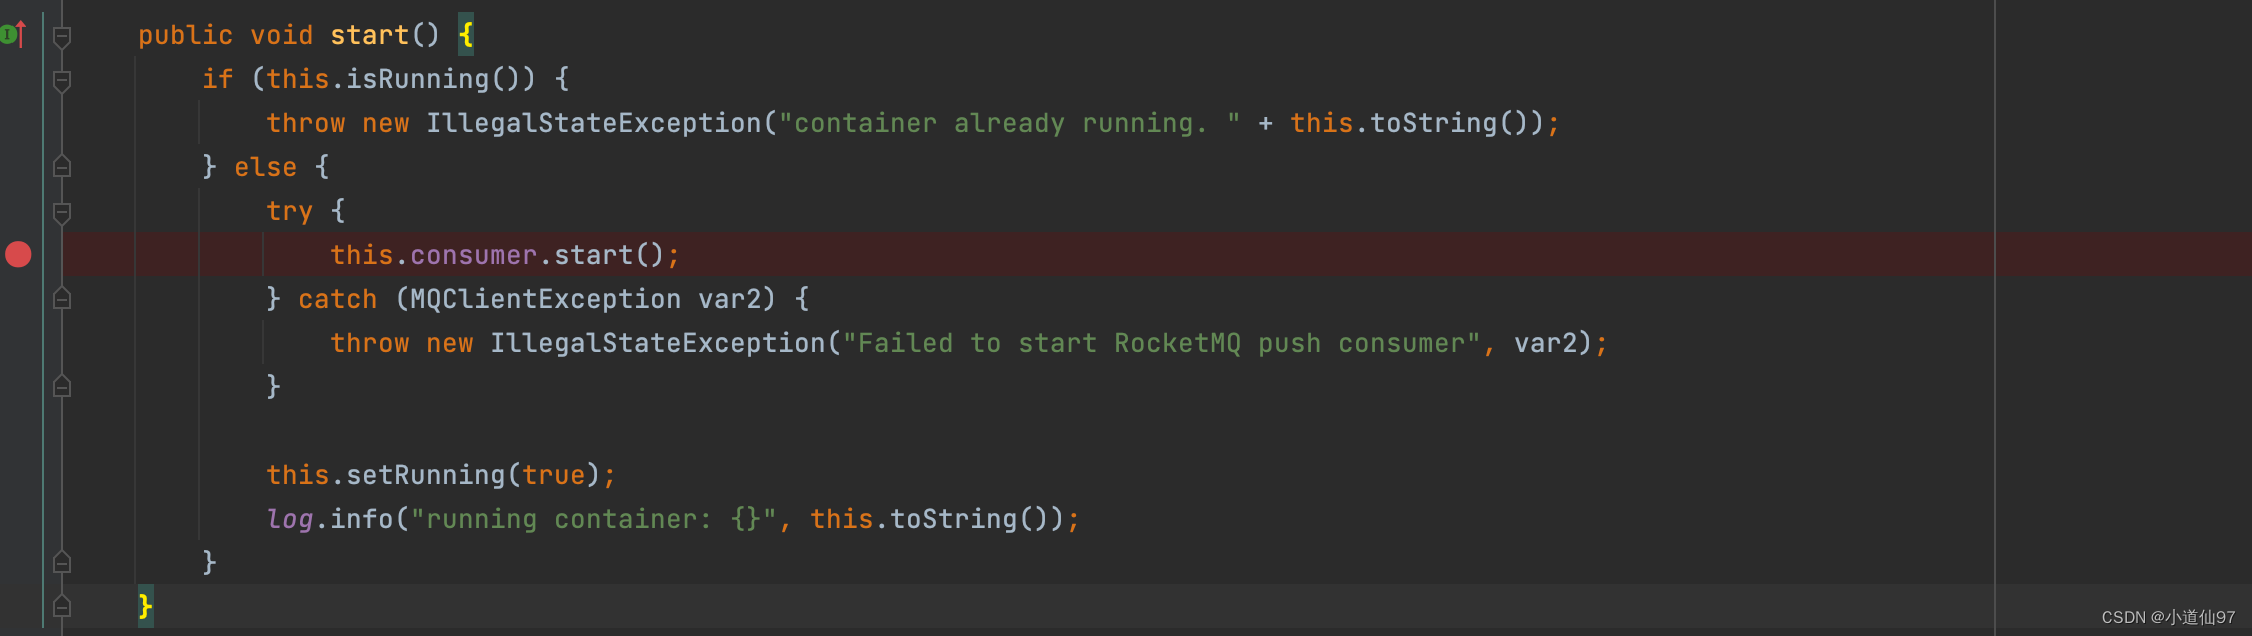 public void start() {
    if (this.isRunning()) {
        throw new IllegalStateException("container already running. " + this.toString());
    } else {
        try {
            this.consumer.start();
        } catch (MQClientException var2) {
            throw new IllegalStateException("Failed to start RocketMQ push consumer", var2);
        }

        this.setRunning(true);
        log.info("running container: {}", this.toString());
    }
}
CSDN @小道仙97